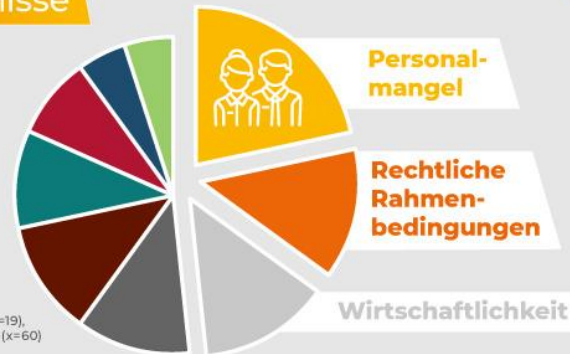 Personal-
mangel
Rechtliche
Rahmen-
bedingungen
Wirtschaftlichkeit
=19),
(x=60)